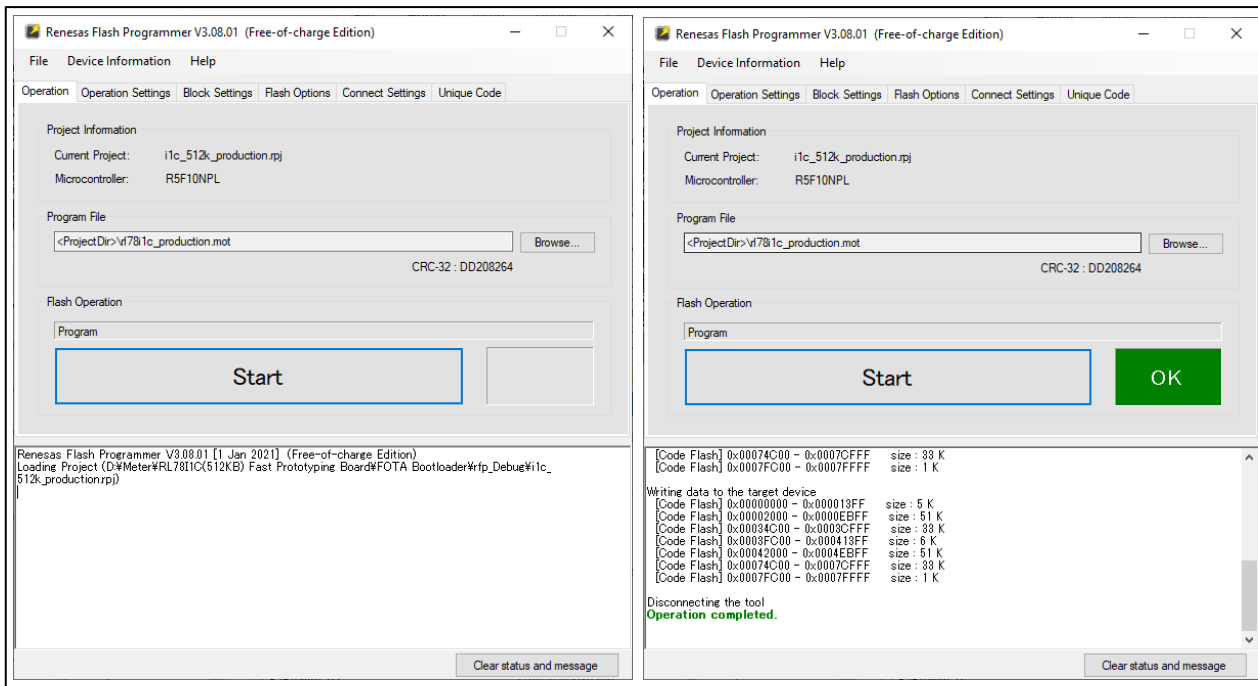 Renesas Flash Programmer V3.08.01 (Free-of-charge Edition)
File Device Information Help
Operation Operation Settings Block Settings Flash Options Connect Settings Unique Code
Project Information
Current Project: i1c_512k_production.rpj
Microcontroller: R5F10NPL
Program File
<ProjectDir>\rl78i1c_production.mot
Browse...
CRC-32 : DD208264
Flash Operation
Program
Start
Renesas Flash Programmer V3.08.01 [1 Jan 2021] (Free-of-charge Edition)
Loading Project (D:¥Meter¥RL78I1C(512KB) Fast Prototyping Board¥FOTA Bootloader¥rfp_Debug¥i1c_
512k_production.rpj)
Clear status and message
Renesas Flash Programmer V3.08.01 (Free-of-charge Edition)
File Device Information Help
Operation Operation Settings Block Settings Flash Options Connect Settings Unique Code
Project Information
Current Project: i1c_512k_production.rpj
Microcontroller: R5F10NPL
Program File
<ProjectDir>\rl78i1c_production.mot
Browse...
CRC-32 : DD208264
Flash Operation
Program
Start
OK
[Code Flash] 0x00074C00 - 0x0007CFFF size : 33 K
[Code Flash] 0x0007FC00 - 0x0007FFFF size : 1 K
Writing data to the target device
[Code Flash] 0x00000000 - 0x000013FF size : 5 K
[Code Flash] 0x00002000 - 0x0000EBFF size : 51 K
[Code Flash] 0x00034C00 - 0x0003CFFF size : 33 K
[Code Flash] 0x0003FC00 - 0x000413FF size : 6 K
[Code Flash] 0x00042000 - 0x0004EBFF size : 51 K
[Code Flash] 0x00074C00 - 0x0007CFFF size : 33 K
[Code Flash] 0x0007FC00 - 0x0007FFFF size : 1 K
Disconnecting the tool
Operation completed.
Clear status and message